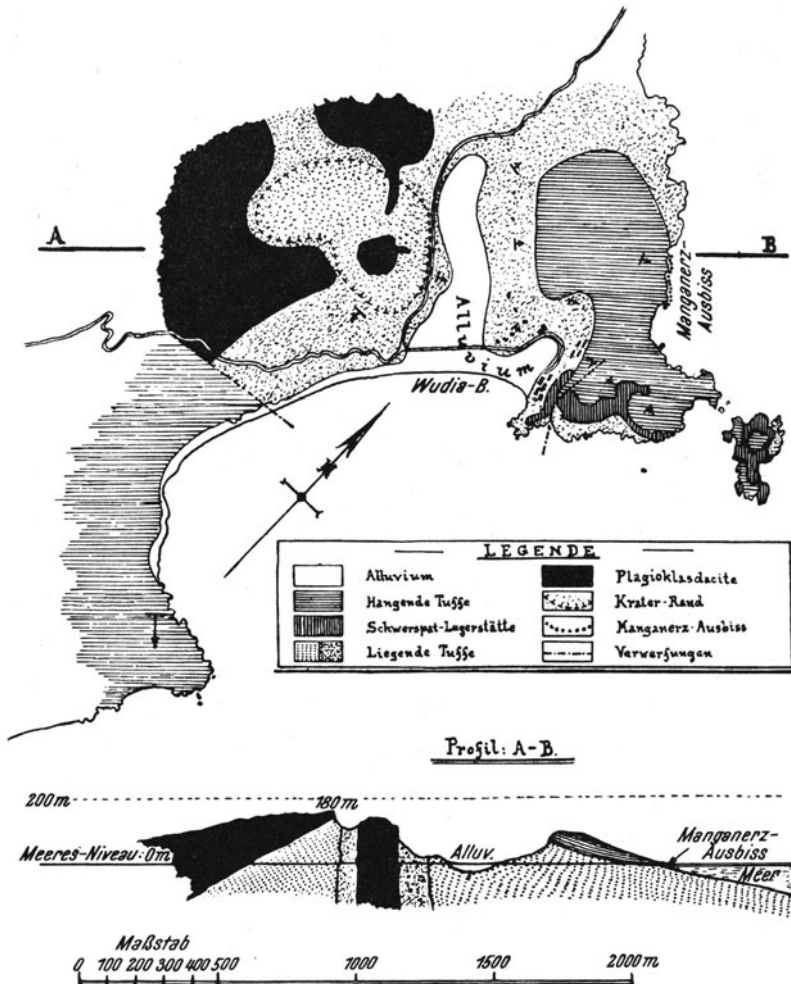 A
B
Manganerz-
Ausbiss
Alluvium
Wudia-B.
LEGENDE
Alluvium
Hangende Tuffe
Schwerspat-Lagerstätte
Liegende Tuffe
Plagioklasdacite
Krater-Rand
Manganerz-Ausbiss
Verwerfungen
Profil: A-B.
200m
180m
Meeres-Niveau: 0m
Alluv.
Manganerz-
Ausbiss
Meer
Maßstab
0 100 200 300 400 500 1000 1500 2000 m